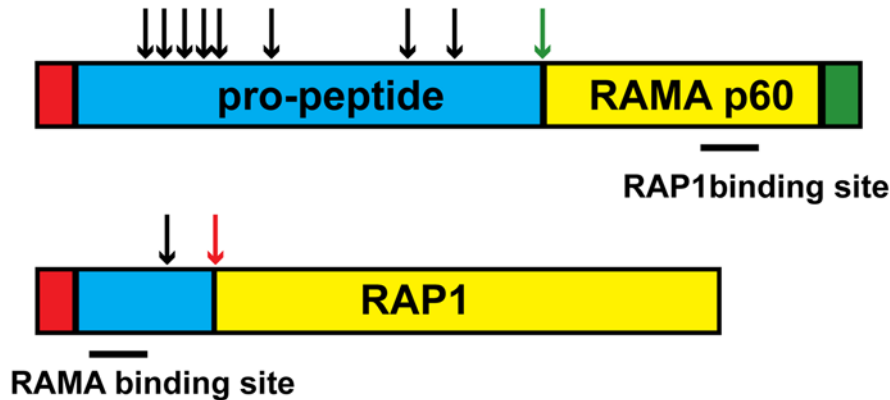 pro-peptide RAMA p60
RAP1binding site
RAP1
RAMA binding site